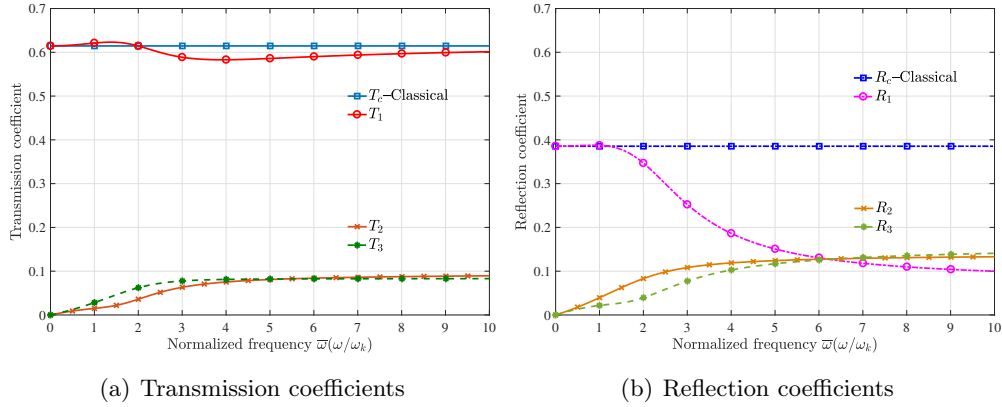 0.7
0.6
0.5
0.4
0.3
0.2
0.1
0
Transmission coefficient
T_c–Classical
T_1
T_2
T_3
0 1 2 3 4 5 6 7 8 9 10
Normalized frequency ω̅(ω/ω_k)
(a) Transmission coefficients
0.7
0.6
0.5
0.4
0.3
0.2
0.1
0
Reflection coefficient
R_c–Classical
R_1
R_2
R_3
0 1 2 3 4 5 6 7 8 9 10
Normalized frequency ω̅(ω/ω_k)
(b) Reflection coefficients